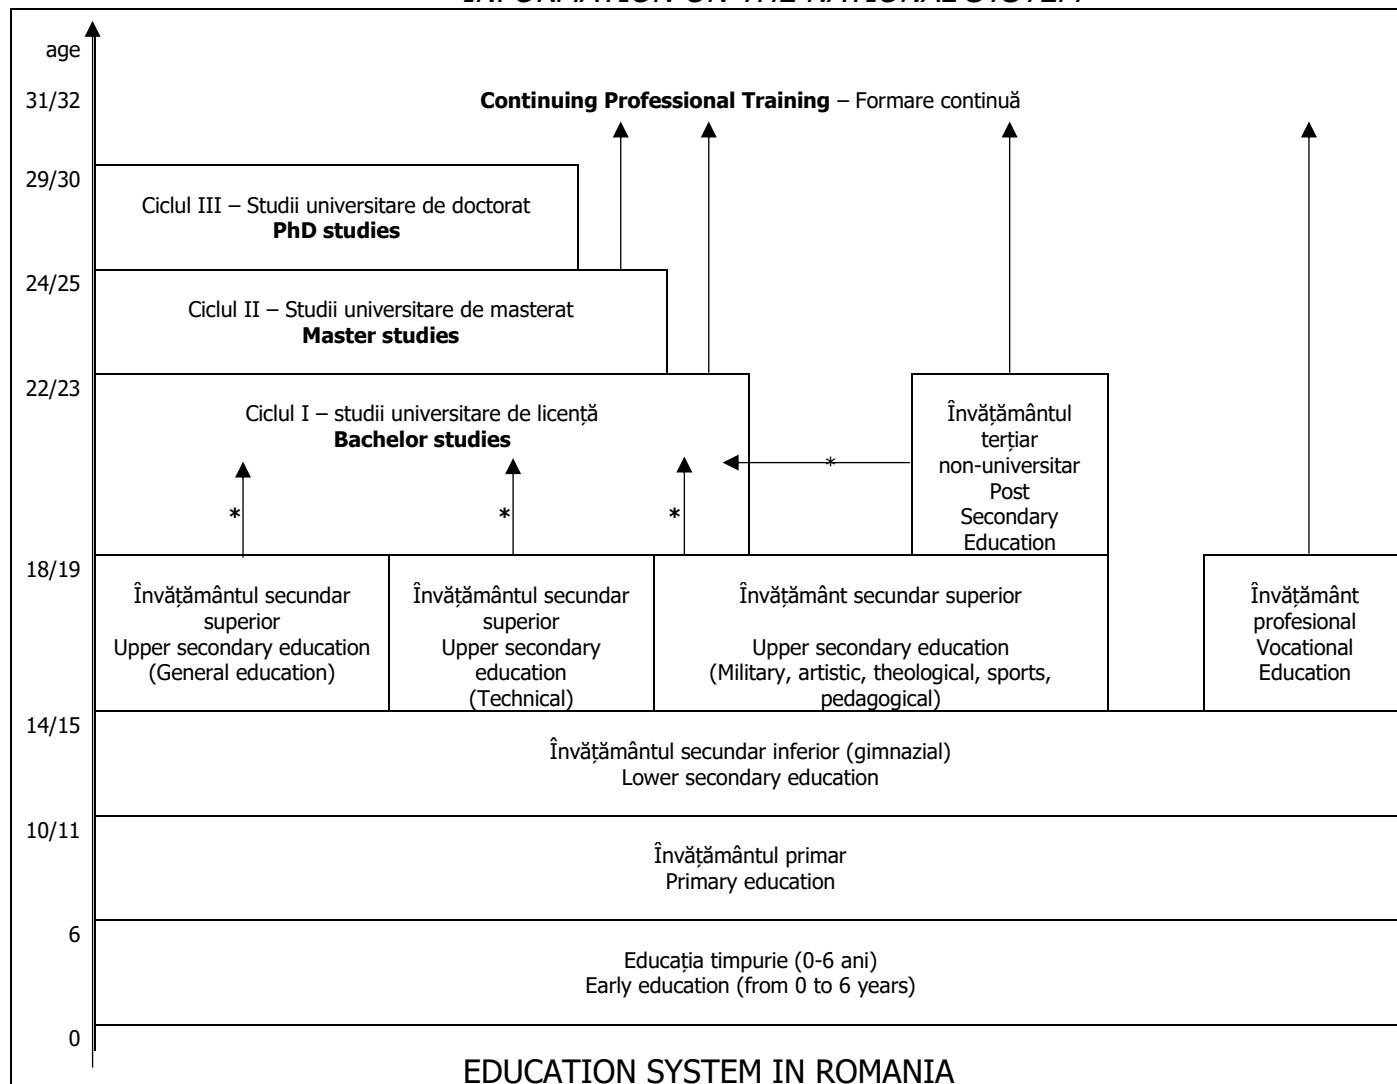 INFORMATION ON THE NATIONAL SYSTEM
age
31/32
Continuing Professional Training – Formare continuă
29/30
Ciclul III – Studii universitare de doctorat
PhD studies
24/25
Ciclul II – Studii universitare de masterat
Master studies
22/23
Ciclul I – studii universitare de licență
Bachelor studies
*
*
*
*
Învățământul
terțiar
non-universitar
Post
Secondary
Education
18/19
Învățământul secundar
superior
Upper secondary education
(General education)
Învățământul secundar
superior
Upper secondary
education
(Technical)
Învățământ secundar superior
Upper secondary education
(Military, artistic, theological, sports,
pedagogical)
Învățământ
profesional
Vocational
Education
14/15
Învățământul secundar inferior (gimnazial)
Lower secondary education
10/11
Învățământul primar
Primary education
6
Educația timpurie (0-6 ani)
Early education (from 0 to 6 years)
0
EDUCATION SYSTEM IN ROMANIA